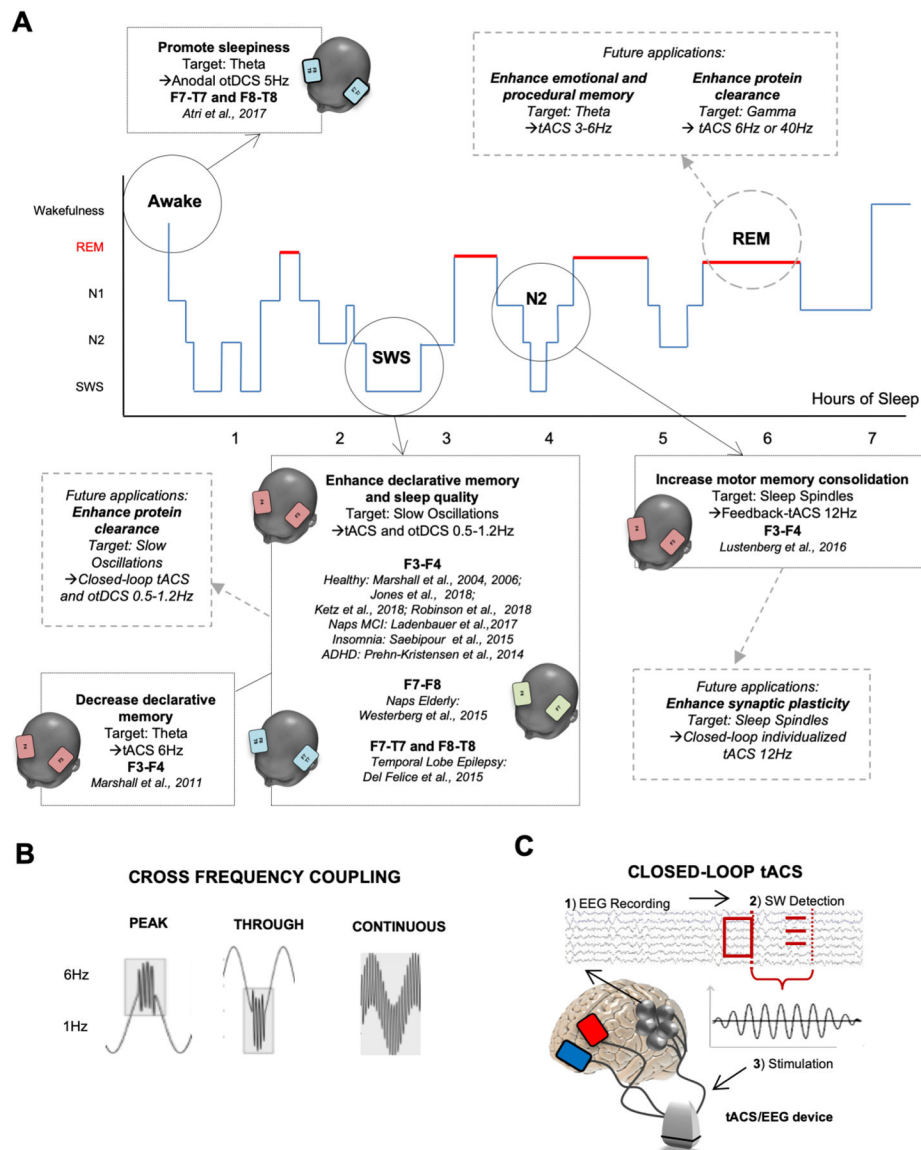 A
Promote sleepiness
Target: Theta
→Anodal otDCS 5Hz
F7-T7 and F8-T8
Atri et al., 2017
Future applications:
Enhance emotional and
procedural memory
Target: Theta
→tACS 3-6Hz
Enhance protein
clearance
Target: Gamma
→ tACS 6Hz or 40Hz
Wakefulness
REM
N1
N2
SWS
Awake
SWS
N2
REM
Hours of Sleep
1 2 3 4 5 6 7
Future applications:
Enhance protein
clearance
Target: Slow
Oscillations
→Closed-loop tACS
and otDCS 0.5-1.2Hz
Enhance declarative memory
and sleep quality
Target: Slow Oscillations
→tACS and otDCS 0.5-1.2Hz
F3-F4
Healthy: Marshall et al., 2004, 2006;
Jones et al., 2018;
Ketz et al., 2018; Robinson et al., 2018
Naps MCI: Ladenbauer et al.,2017
Insomnia: Saebipour et al., 2015
ADHD: Prehn-Kristensen et al., 2014
F7-F8
Naps Elderly:
Westerberg et al., 2015
F7-T7 and F8-T8
Temporal Lobe Epilepsy:
Del Felice et al., 2015
Increase motor memory consolidation
Target: Sleep Spindles
→Feedback-tACS 12Hz
F3-F4
Lustenberg et al., 2016
Decrease declarative
memory
Target: Theta
→tACS 6Hz
F3-F4
Marshall et al., 2011
Future applications:
Enhance synaptic plasticity
Target: Sleep Spindles
→Closed-loop individualized
tACS 12Hz
B
CROSS FREQUENCY COUPLING
PEAK
THROUGH
CONTINUOUS
6Hz
1Hz
C
CLOSED-LOOP tACS
1) EEG Recording
2) SW Detection
3) Stimulation
tACS/EEG device